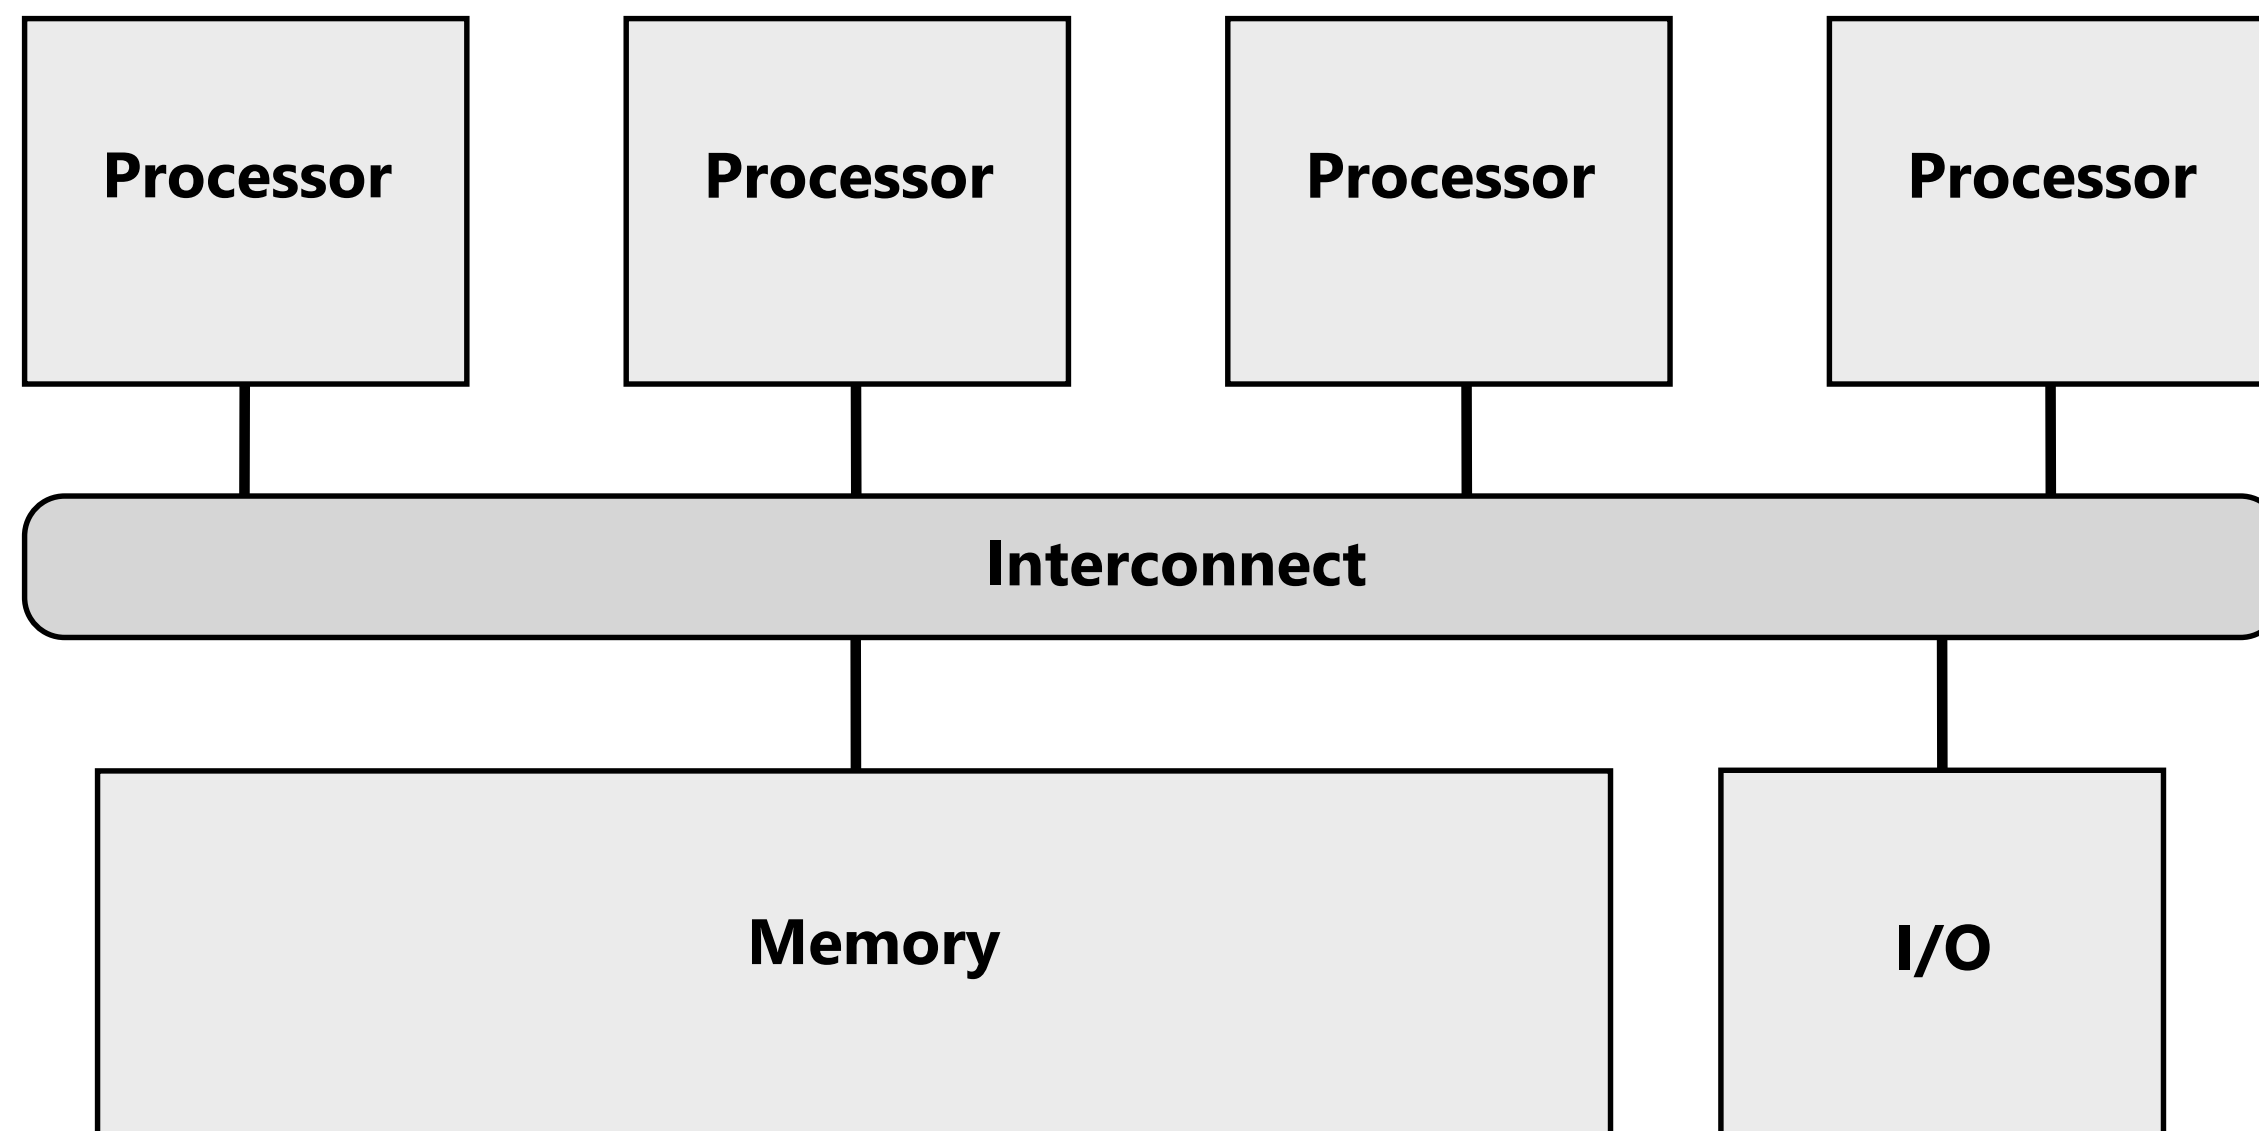 Processor
Processor
Processor
Processor
Interconnect
Memory
I/O